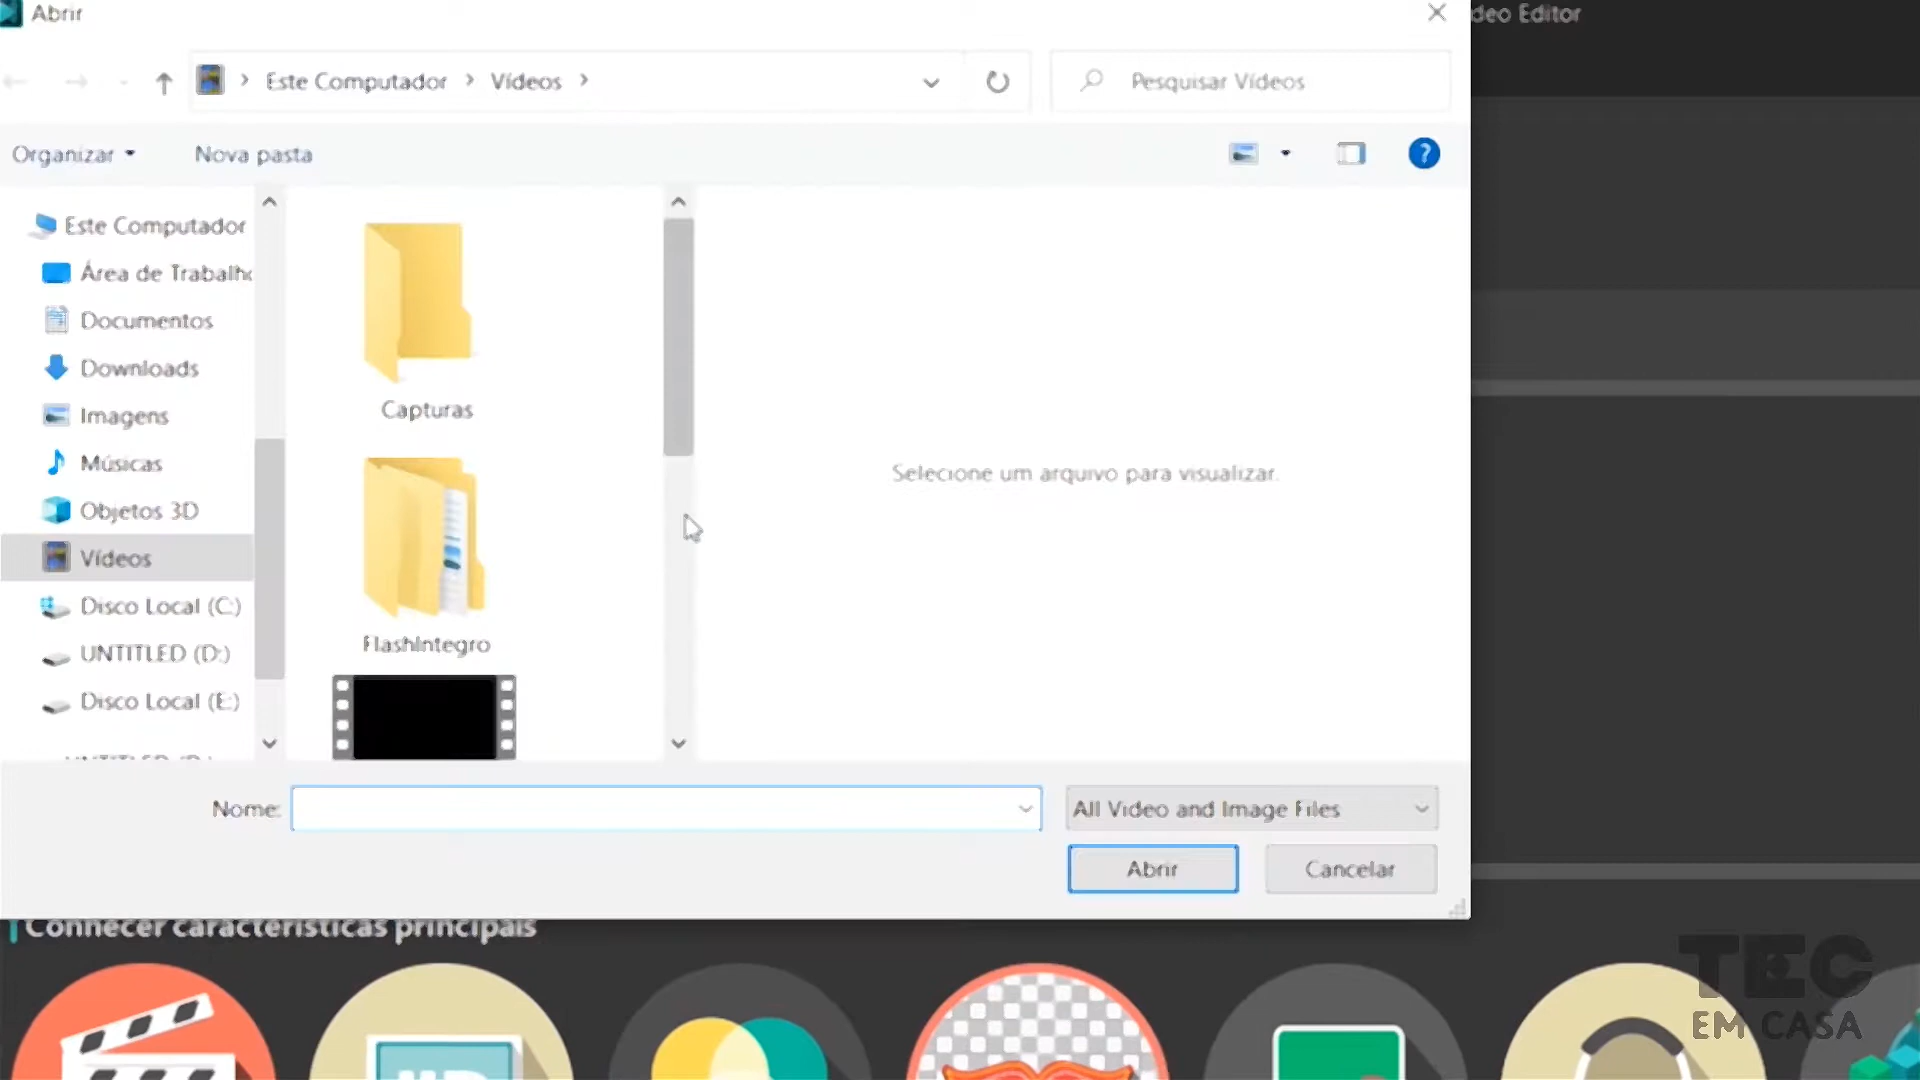 Abrir
deo Editor
Este Computador
Vídeos
Pesquisar Vídeos
Organizar
Nova pasta
Este Computador
Área de Trabalho
Documentos
Downloads
Imagens
Músicas
Objetos 3D
Vídeos
Disco Local (C:)
UNTITLED (D:)
Disco Local (E:)
Capturas
FlashIntegro
Selecione um arquivo para visualizar.
Nome:
All Video and Image Files
Abrir
Cancelar
Conhecer características principais
TEC
EM CASA